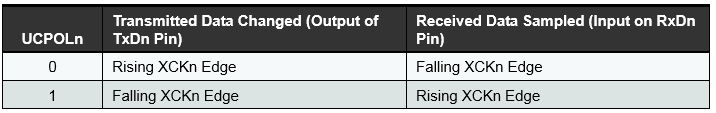 UCPOLn Transmitted Data Changed (Output of TxDn Pin) Received Data Sampled (Input on RxDn Pin)
0 Rising XCKn Edge Falling XCKn Edge
1 Falling XCKn Edge Rising XCKn Edge